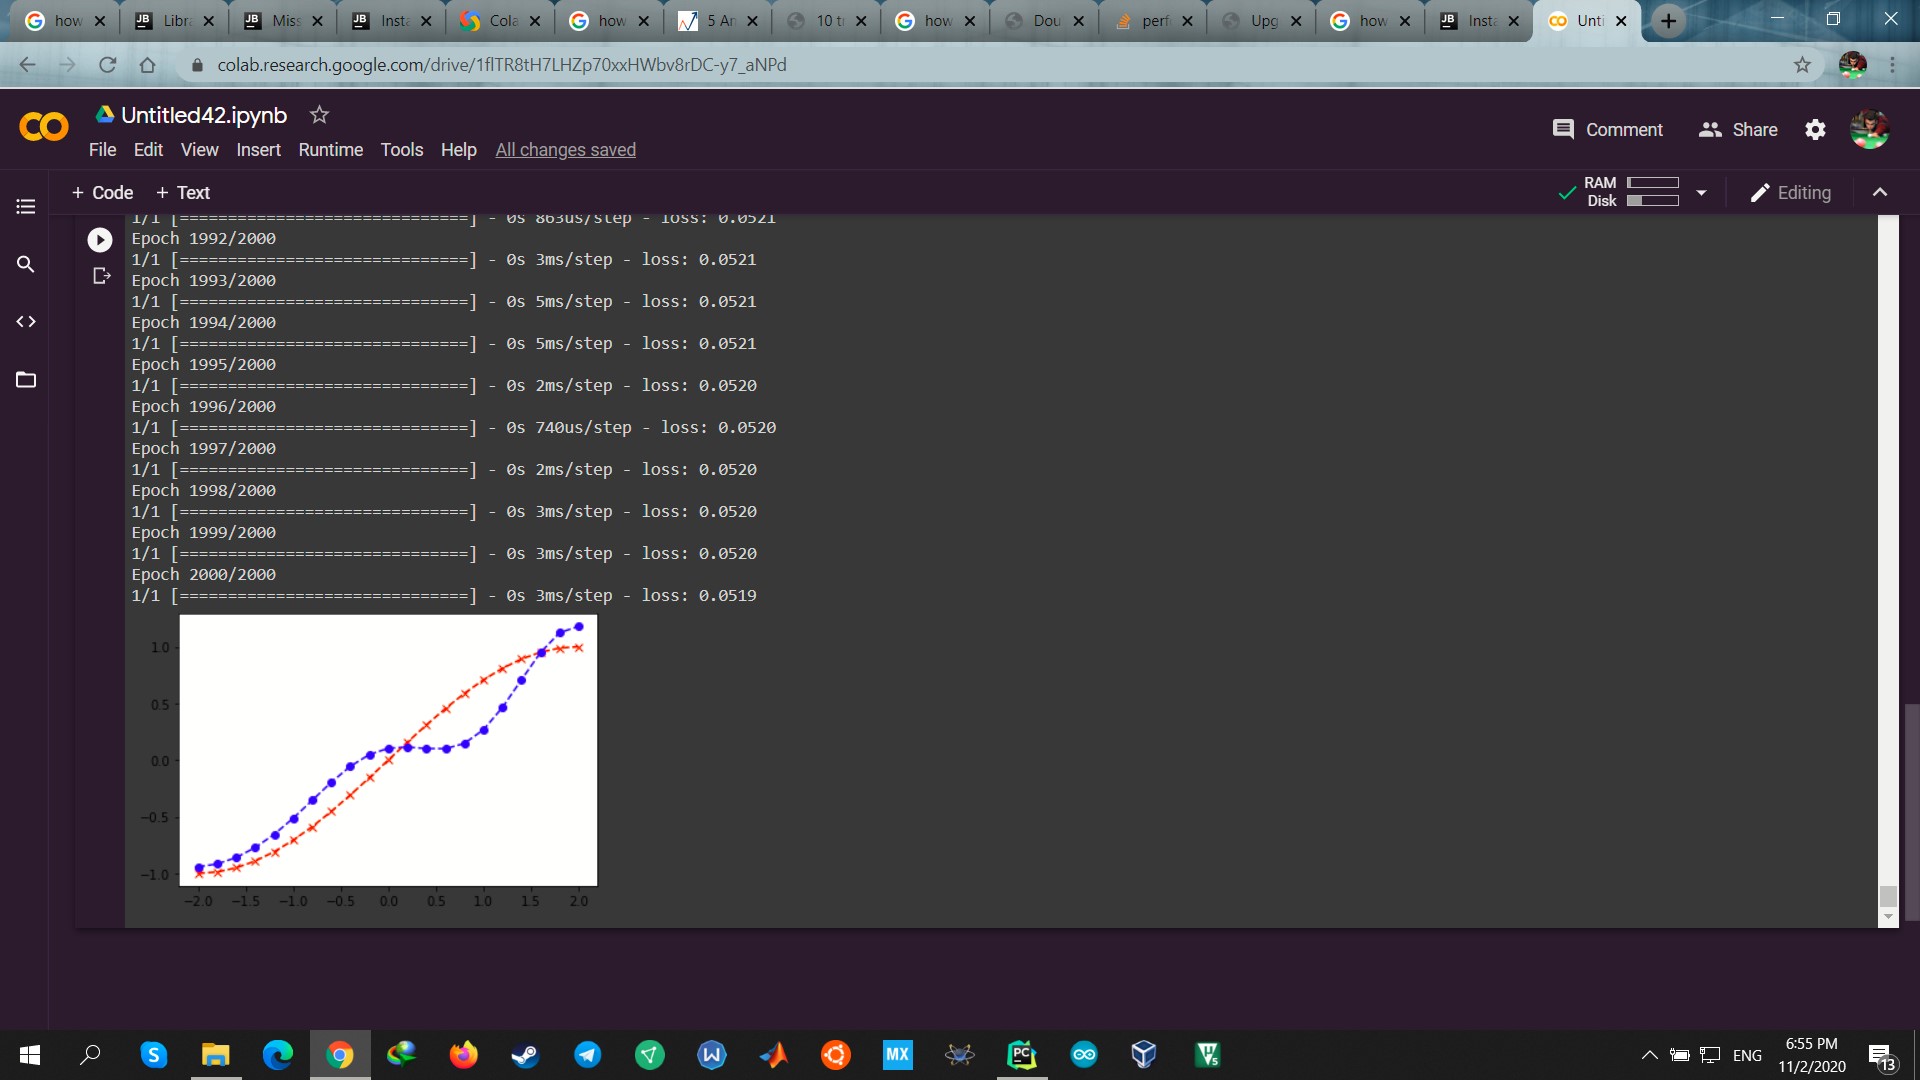 how
Libr
Miss
Insta
Cola
how
5 An
10 t
how
Dou
perf
Upg
how
Insta
Unti
colab.research.google.com/drive/1flTR8tH7LHZp70xxHWbv8rDC-y7_aNPd
Untitled42.ipynb
Comment
Share
File Edit View Insert Runtime Tools Help All changes saved
+ Code + Text
RAM
Disk
Editing
1/1 [==============================] - 0s 863us/step - loss: 0.0521
Epoch 1992/2000
1/1 [==============================] - 0s 3ms/step - loss: 0.0521
Epoch 1993/2000
1/1 [==============================] - 0s 5ms/step - loss: 0.0521
Epoch 1994/2000
1/1 [==============================] - 0s 5ms/step - loss: 0.0521
Epoch 1995/2000
1/1 [==============================] - 0s 2ms/step - loss: 0.0520
Epoch 1996/2000
1/1 [==============================] - 0s 740us/step - loss: 0.0520
Epoch 1997/2000
1/1 [==============================] - 0s 2ms/step - loss: 0.0520
Epoch 1998/2000
1/1 [==============================] - 0s 3ms/step - loss: 0.0520
Epoch 1999/2000
1/1 [==============================] - 0s 3ms/step - loss: 0.0520
Epoch 2000/2000
1/1 [==============================] - 0s 3ms/step - loss: 0.0519
1.0
0.5
0.0
−0.5
−1.0
−2.0 −1.5 −1.0 −0.5 0.0 0.5 1.0 1.5 2.0
ENG
6:55 PM
11/2/2020
13